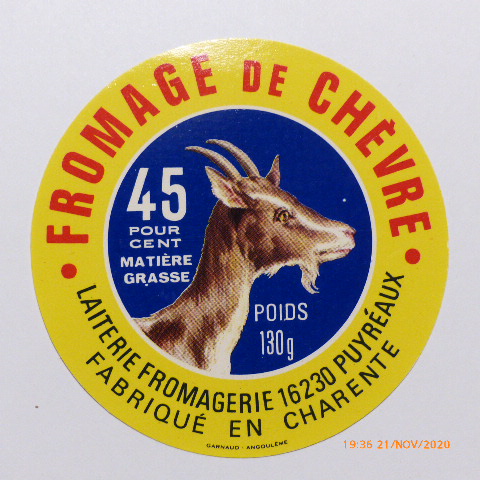 FROMAGE DE CHÈVRE
45
POUR
CENT
MATIÈRE
GRASSE
POIDS
130g
LAITERIE FROMAGERIE 16230 PUYRÉAUX
FABRIQUÉ EN CHARENTE
GARNAUD - ANGOULÊME
19:36 21/NOV/2020